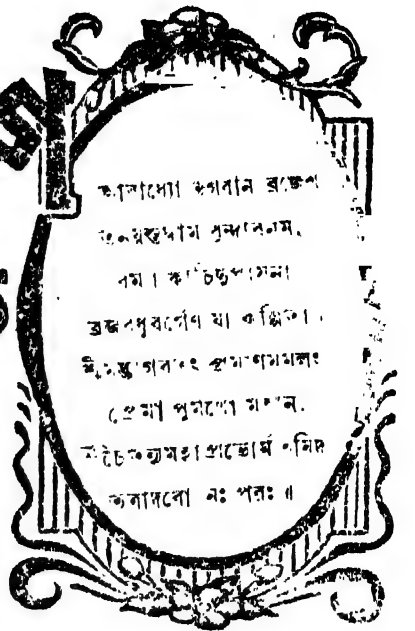 আরাধ্যো ভগবান ব্রজেশ
তনয়স্তদ্ধাম বৃন্দাবনম,
রম্যা কাচিদুপাসনা
ব্রজবধূবর্গেণ যা কল্পিতা।
শ্রীমদ্ভাগবতং প্রমাণমমলং
প্রেমা পুমর্থো মহান,
শ্রীচৈতন্যমহাপ্রভোর্ম তমিদং
তত্রাদরো নঃ পরঃ ॥